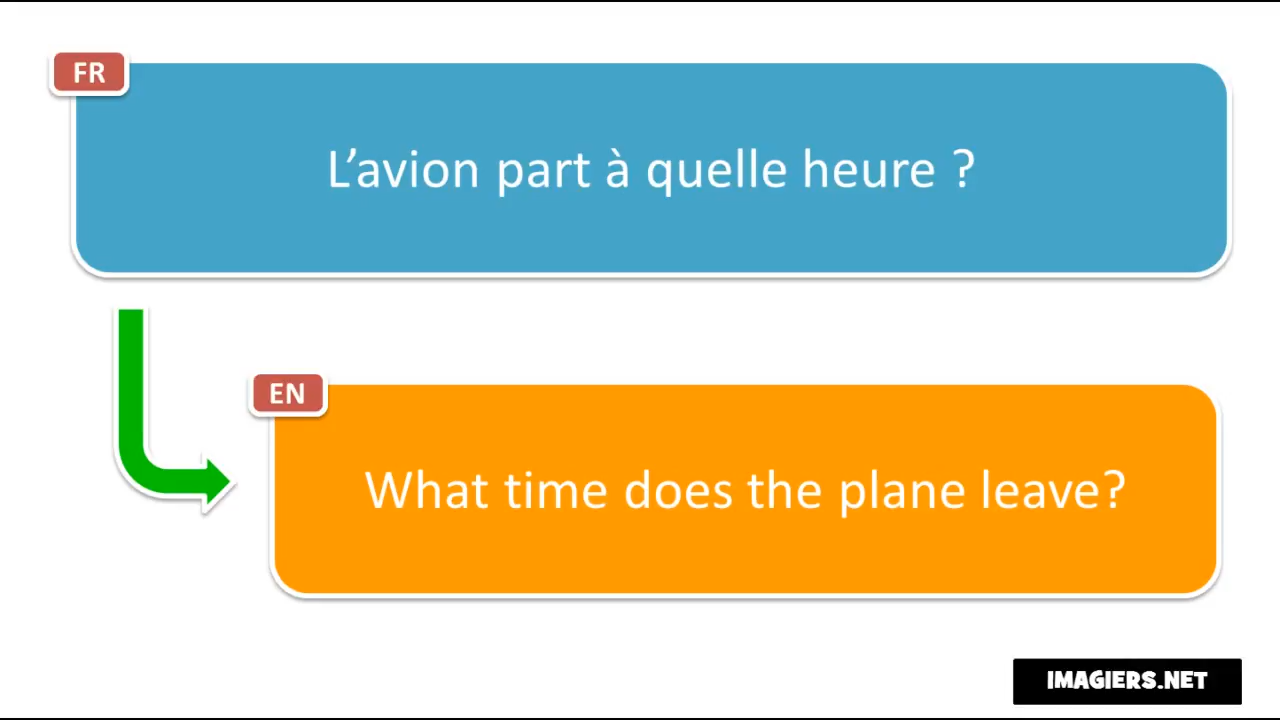 FR
L’avion part à quelle heure ?
EN
What time does the plane leave?
IMAGIERS.NET